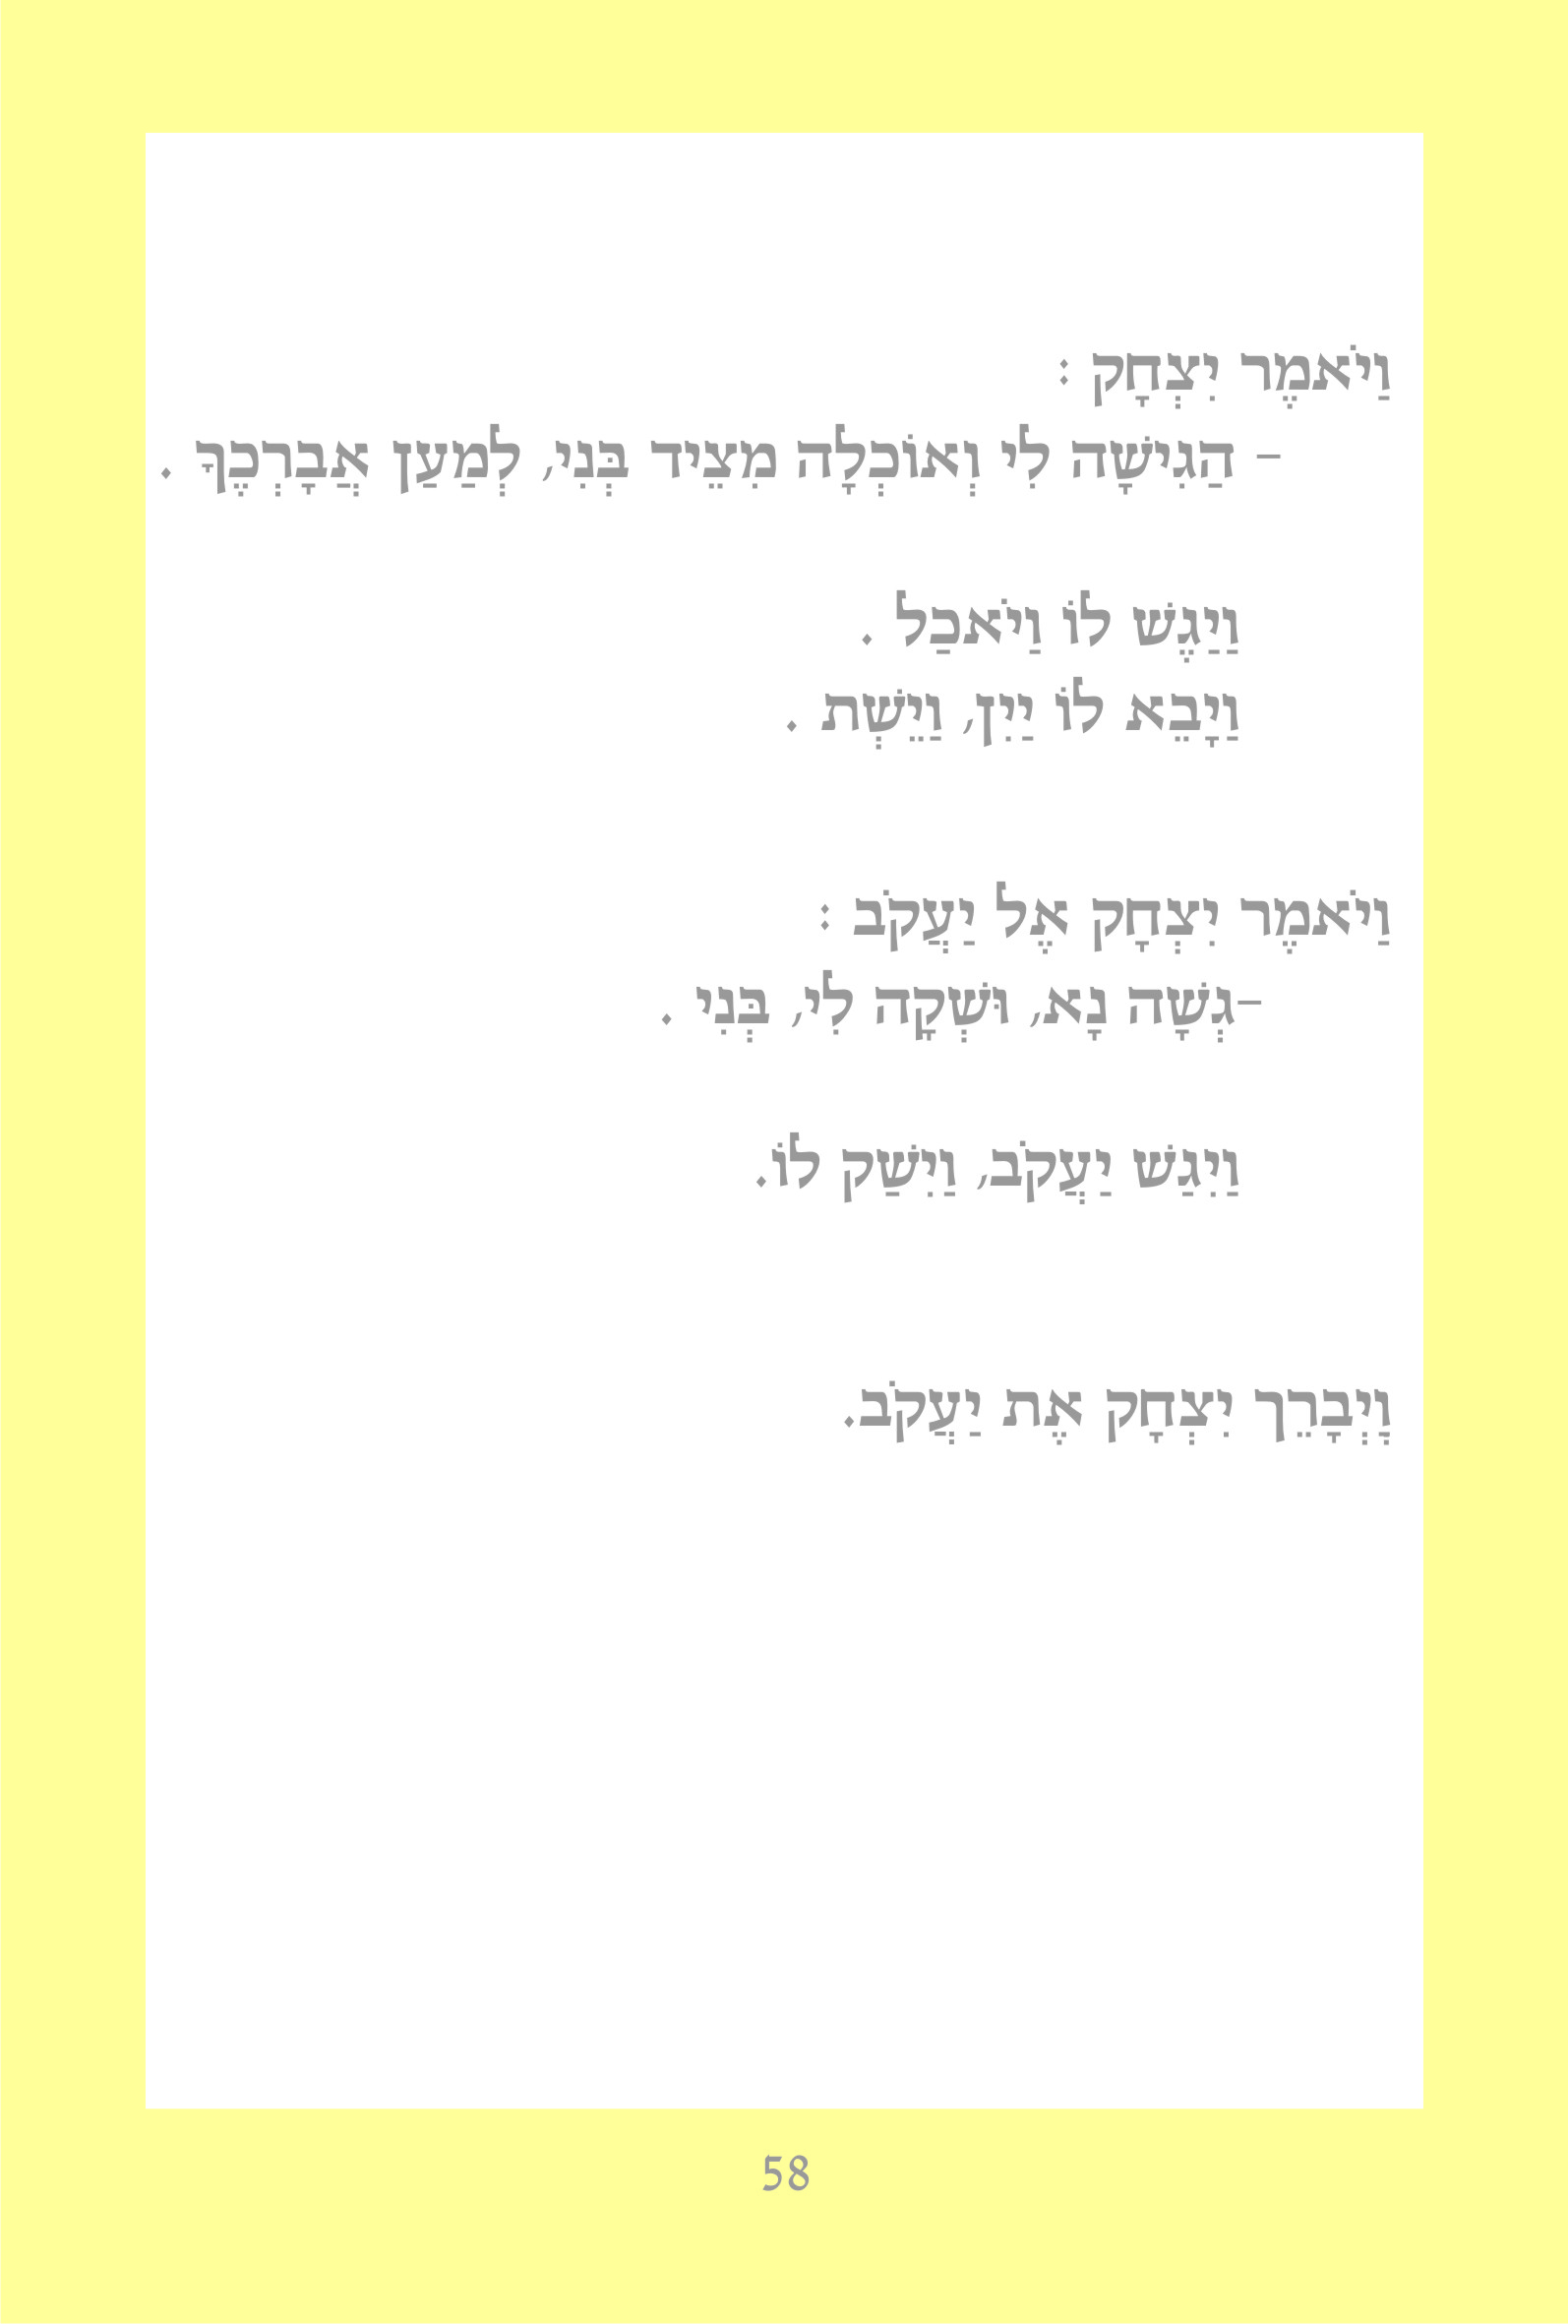 וַיֹּאמֶר יִצְחָק :
– הַגִּישָׁה לִּי וְאוֹכְלָה מִצֵּיד בְּנִי, לְמַעַן אֲבָרְכֶךָ .
וַיַּגֶּשׁ לוֹ וַיֹּאכַל .
וַיָּבֵא לוֹ יַיִן, וַיֵּשְׁתְּ .
וַיֹּאמֶר יִצְחָק אֶל יַעֲקֹב :
–גְּשָׁה נָּא, וּשְׁקָה לִּי, בְּנִי .
וַיִּגַּשׁ יַעֲקֹב, וַיִּשַּׁק לוֹ.
וַיְבָרֵךְ יִצְחָק אֶת יַעֲקֹב.
58